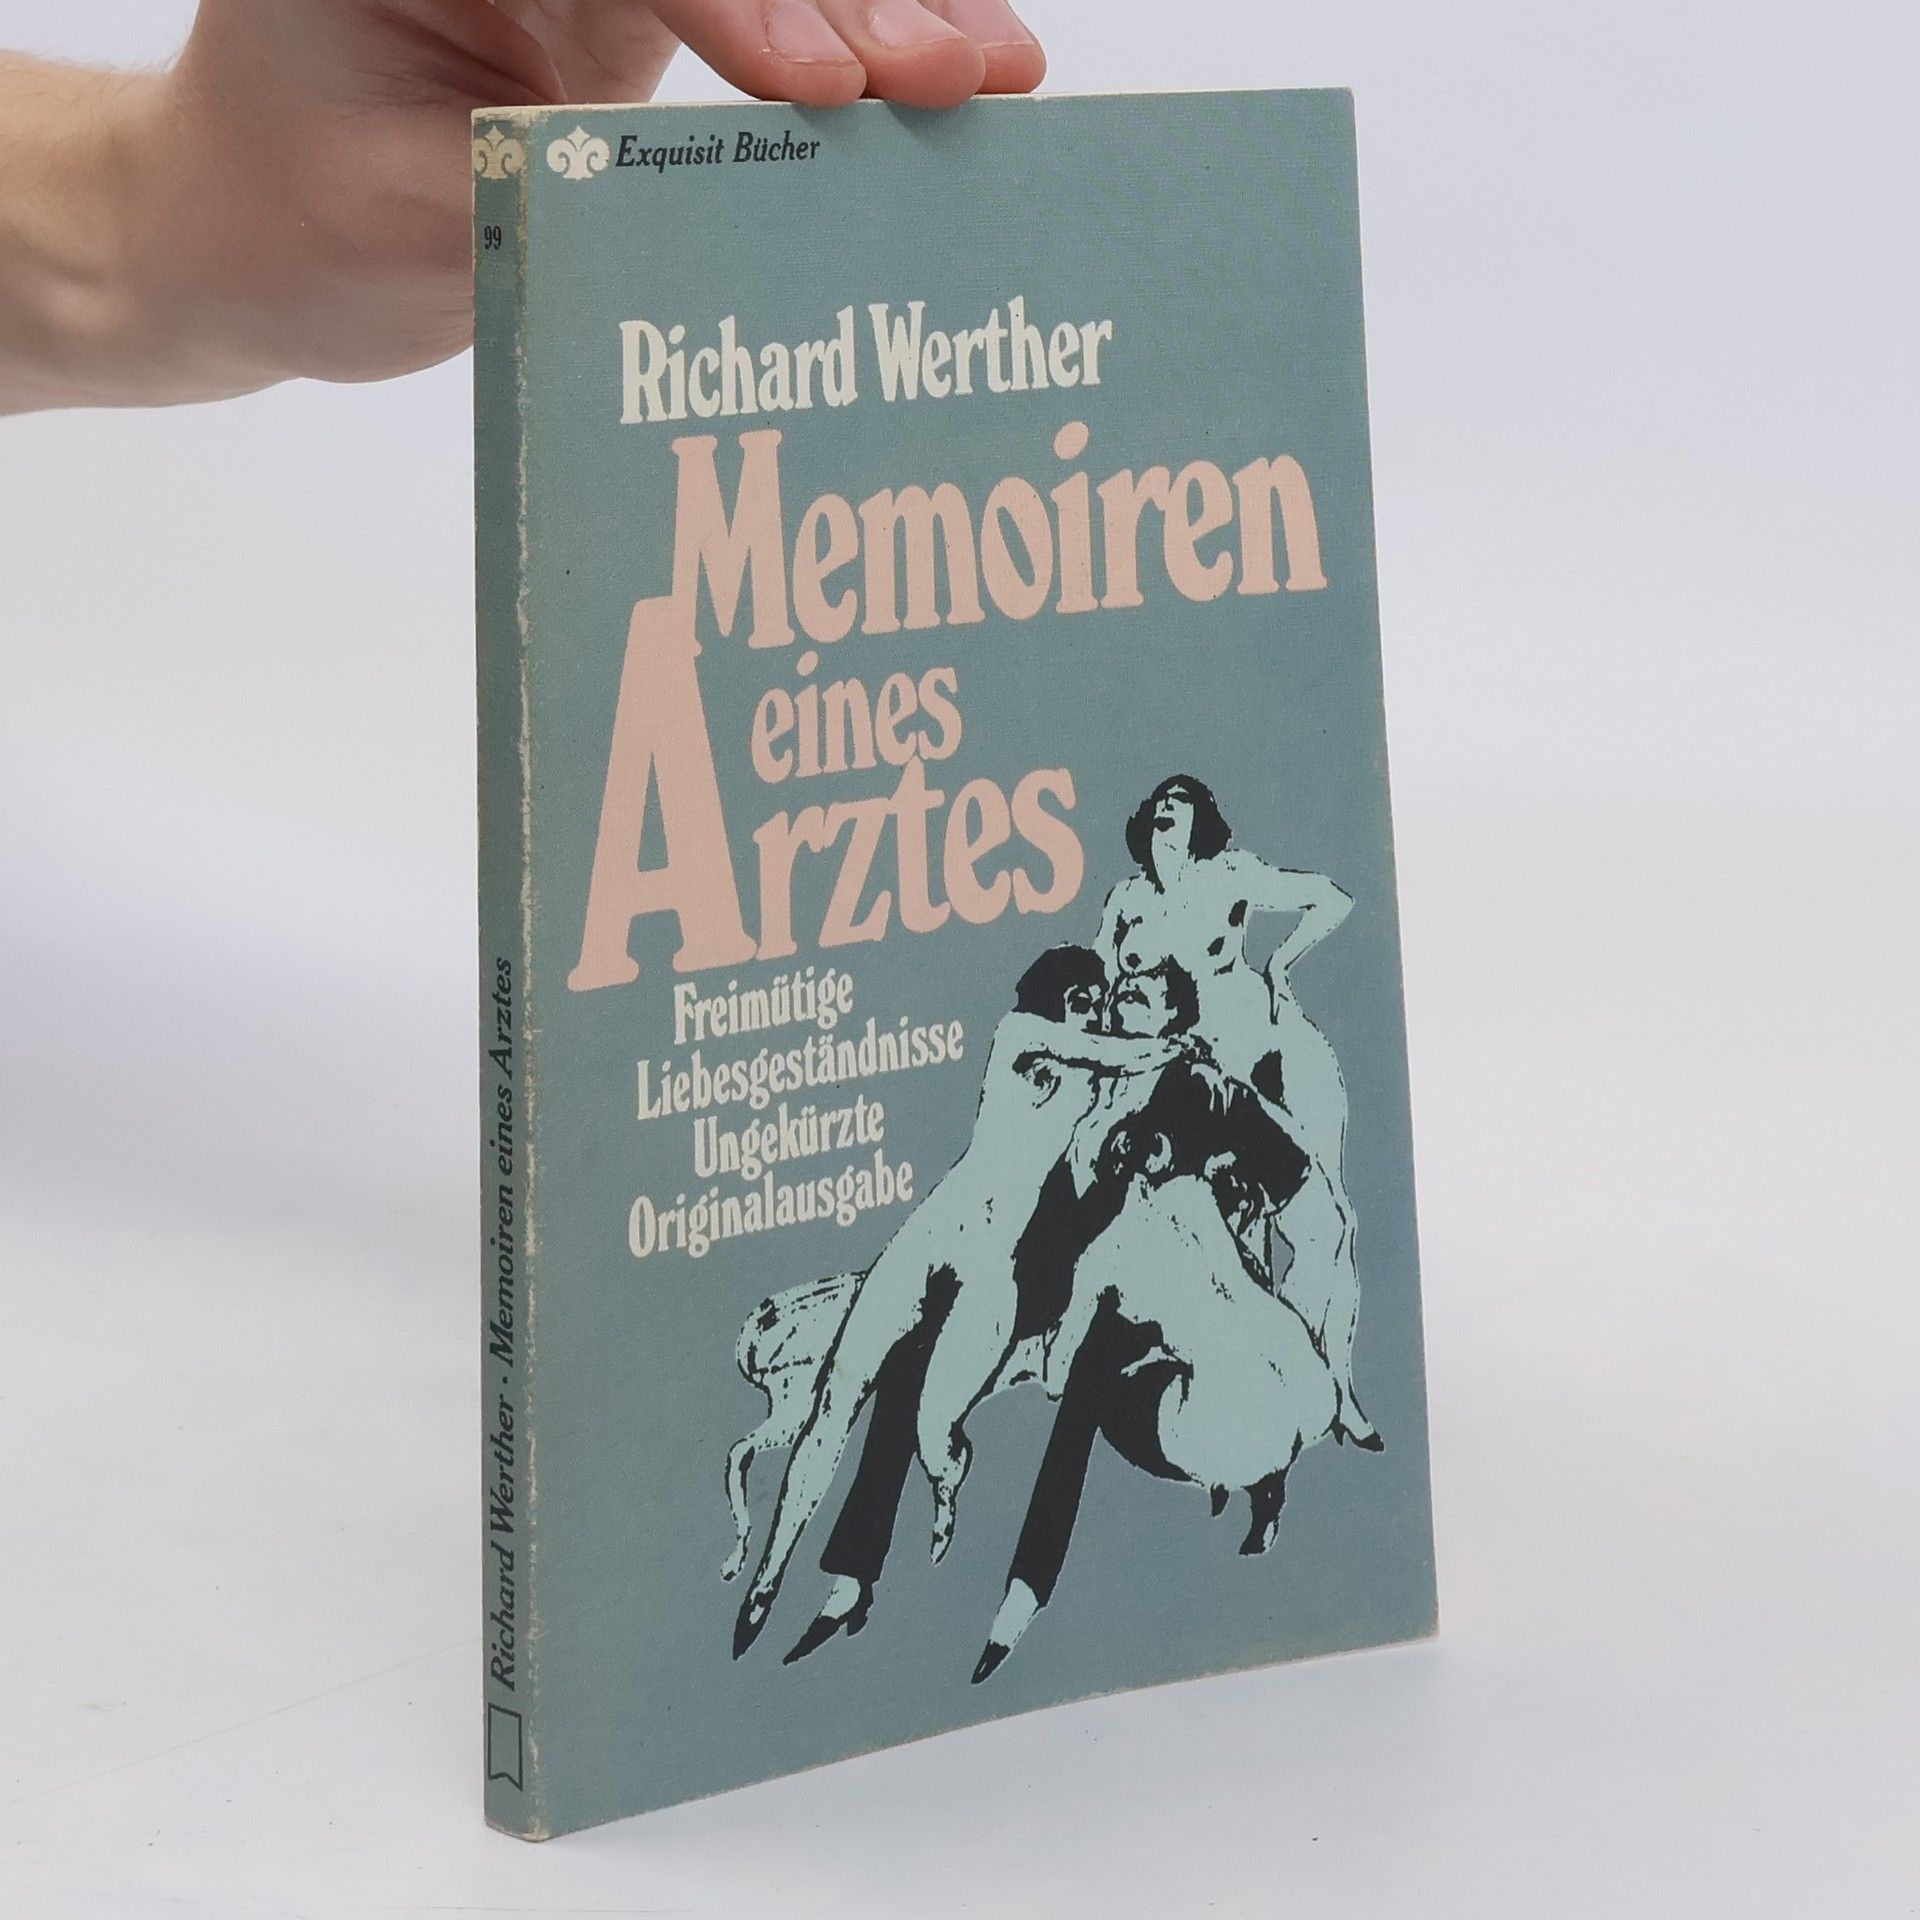 Exquisit Bücher
99
Richard Werther
Memoiren
eines
Arztes
Freimütige
Liebesgeständnisse
Ungekürzte
Originalausgabe
Richard Werther · Memoiren eines Arztes